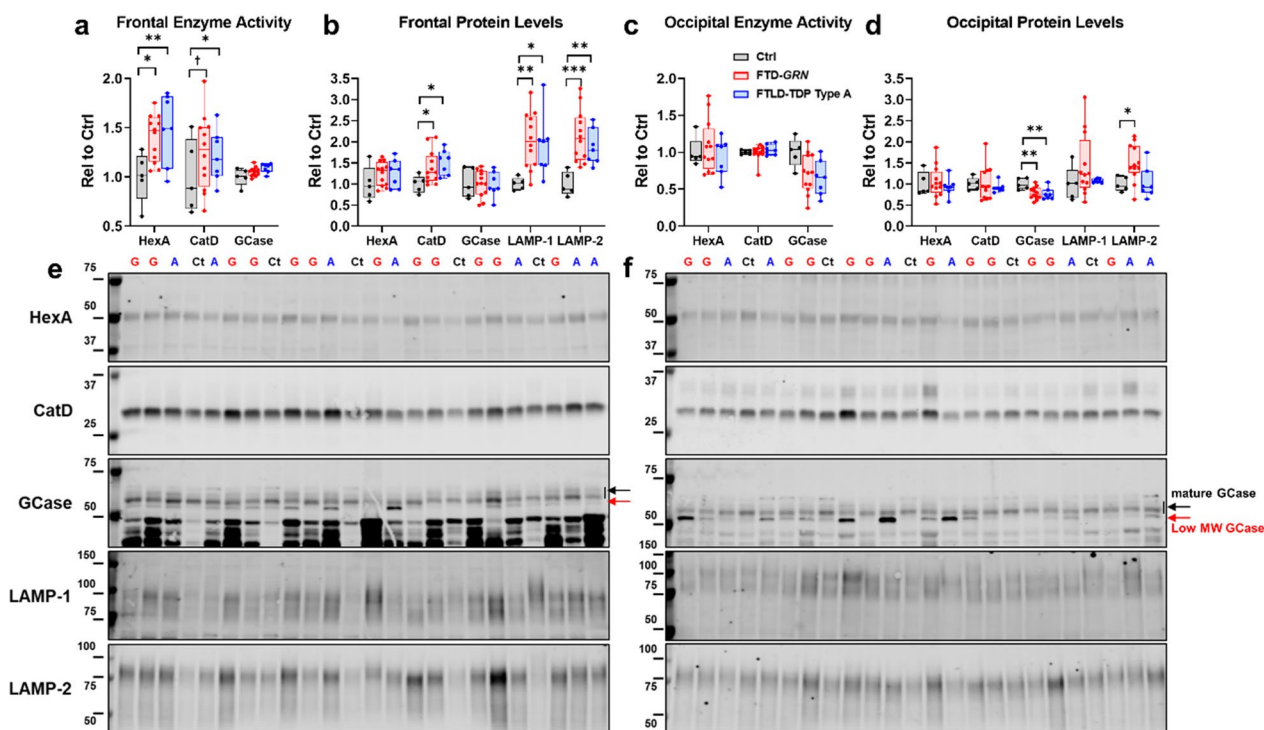 a Frontal Enzyme Activity
** *
* †
Rel to Ctrl
2.0
1.5
1.0
0.5
HexA CatD GCase
b Frontal Protein Levels
* * * ** ** ***
Rel to Ctrl
3.5
3.0
2.5
2.0
1.5
1.0
0.5
0.0
HexA CatD GCase LAMP-1 LAMP-2
c Occipital Enzyme Activity
Ctrl
FTD-GRN
FTLD-TDP Type A
Rel to Ctrl
2.0
1.5
1.0
0.5
0.0
HexA CatD GCase
d Occipital Protein Levels
** ** *
Rel to Ctrl
3.5
3.0
2.5
2.0
1.5
1.0
0.5
0.0
HexA CatD GCase LAMP-1 LAMP-2
e G G A Ct A G G Ct G G A Ct G A G G Ct G G A Ct G A A
HexA
75
50
37
CatD
37
25
GCase
75
50
LAMP-1
150
100
75
LAMP-2
100
75
50
f G G A Ct A G G Ct G G A Ct G A G G Ct G G A Ct G A A
75
50
37
37
25
75
50
mature GCase
Low MW GCase
150
100
75
50
100
75
50